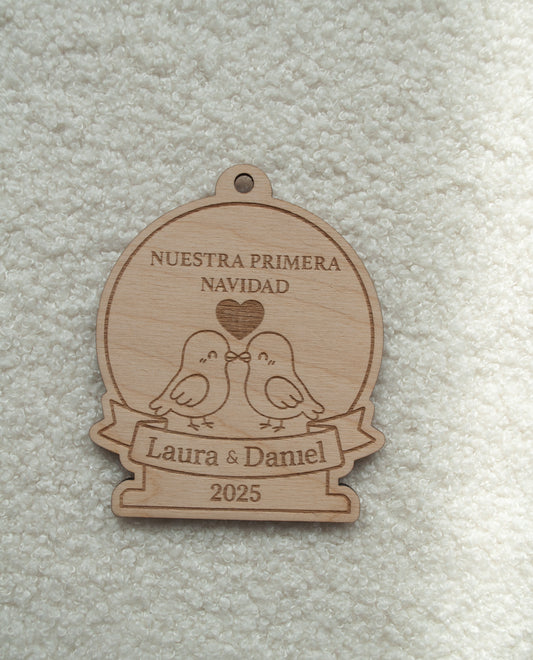 NUESTRA PRIMERA
NAVIDAD
Laura & Daniel
2025